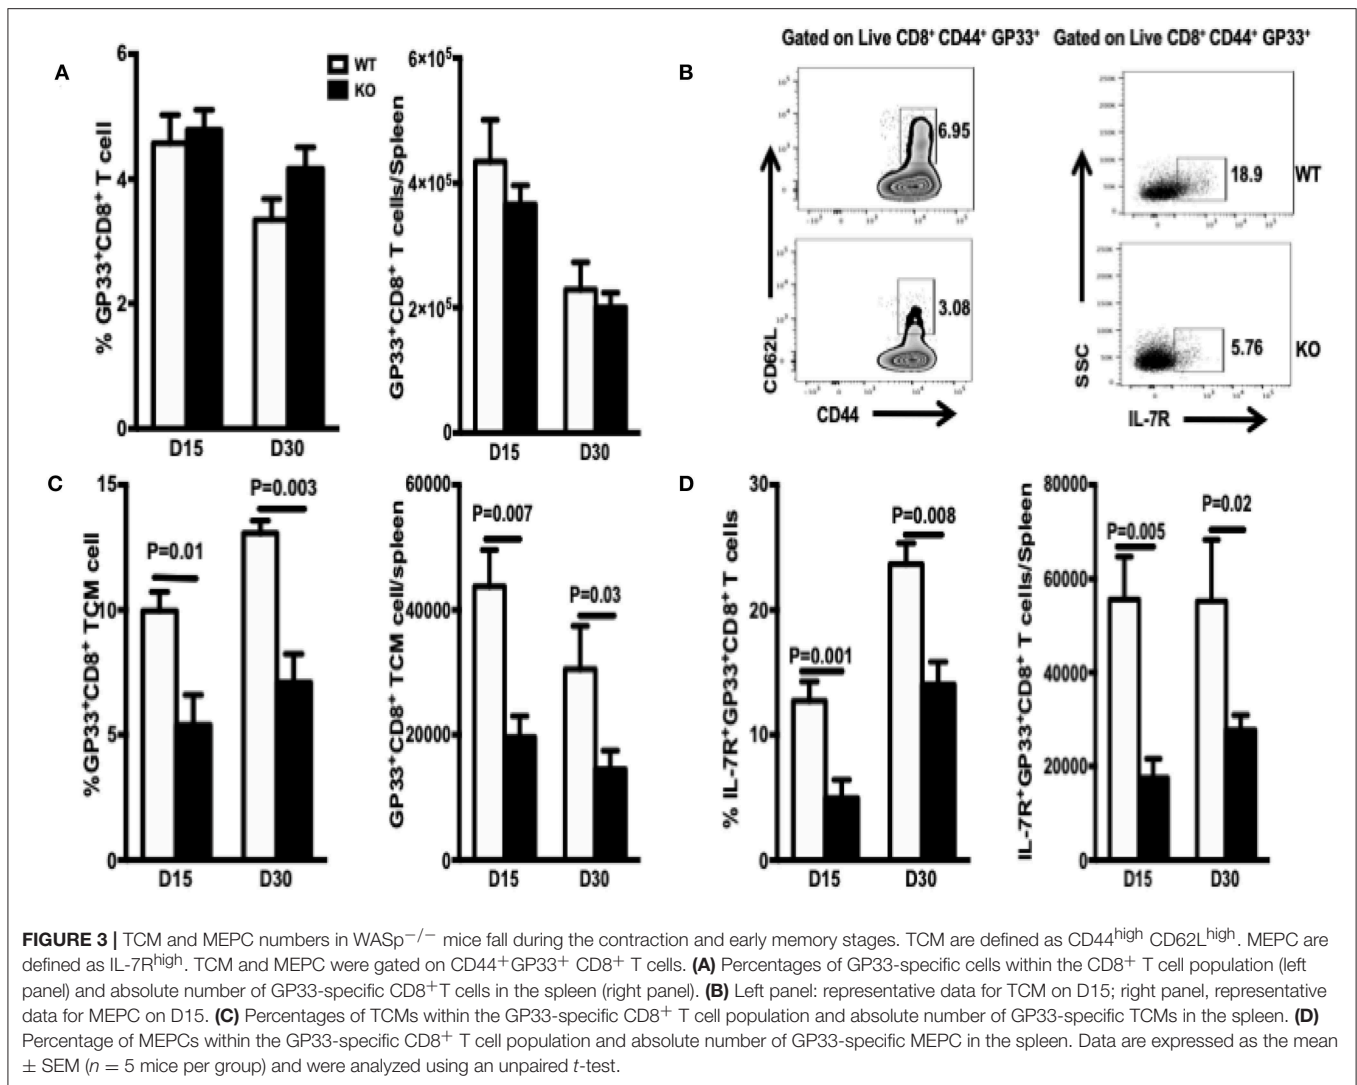 A
6
4
2
0
% GP33⁺CD8⁺ T cell
D15
D30
WT
KO
6×10⁵
4×10⁵
2×10⁵
0
GP33⁺CD8⁺ T cells/Spleen
D15
D30
B
Gated on Live CD8⁺ CD44⁺ GP33⁺
Gated on Live CD8⁺ CD44⁺ GP33⁺
6.95
18.9
WT
3.08
5.76
KO
CD62L
CD44
SSC
IL-7R
C
15
10
5
0
%GP33⁺CD8⁺ TCM cell
P=0.01
P=0.003
D15
D30
60000
40000
20000
0
GP33⁺CD8⁺ TCM cell/spleen
P=0.007
P=0.03
D15
D30
D
30
20
10
0
% IL-7R⁺GP33⁺CD8⁺ T cells
P=0.001
P=0.008
D15
D30
80000
60000
40000
20000
0
IL-7R⁺GP33⁺CD8⁺ T cells/Spleen
P=0.005
P=0.02
D15
D30
FIGURE 3 | TCM and MEPC numbers in WASp⁻/⁻ mice fall during the contraction and early memory stages. TCM are defined as CD44ʰⁱᵍʰ CD62Lʰⁱᵍʰ. MEPC are
defined as IL-7Rʰⁱᵍʰ. TCM and MEPC were gated on CD44⁺GP33⁺ CD8⁺ T cells. (A) Percentages of GP33-specific cells within the CD8⁺ T cell population (left
panel) and absolute number of GP33-specific CD8⁺T cells in the spleen (right panel). (B) Left panel: representative data for TCM on D15; right panel, representative
data for MEPC on D15. (C) Percentages of TCMs within the GP33-specific CD8⁺ T cell population and absolute number of GP33-specific TCMs in the spleen. (D)
Percentage of MEPCs within the GP33-specific CD8⁺ T cell population and absolute number of GP33-specific MEPC in the spleen. Data are expressed as the mean
± SEM (n = 5 mice per group) and were analyzed using an unpaired t-test.